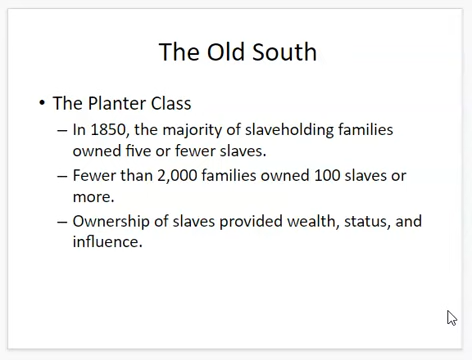 The Old South
• The Planter Class
– In 1850, the majority of slaveholding families
owned five or fewer slaves.
– Fewer than 2,000 families owned 100 slaves or
more.
– Ownership of slaves provided wealth, status, and
influence.